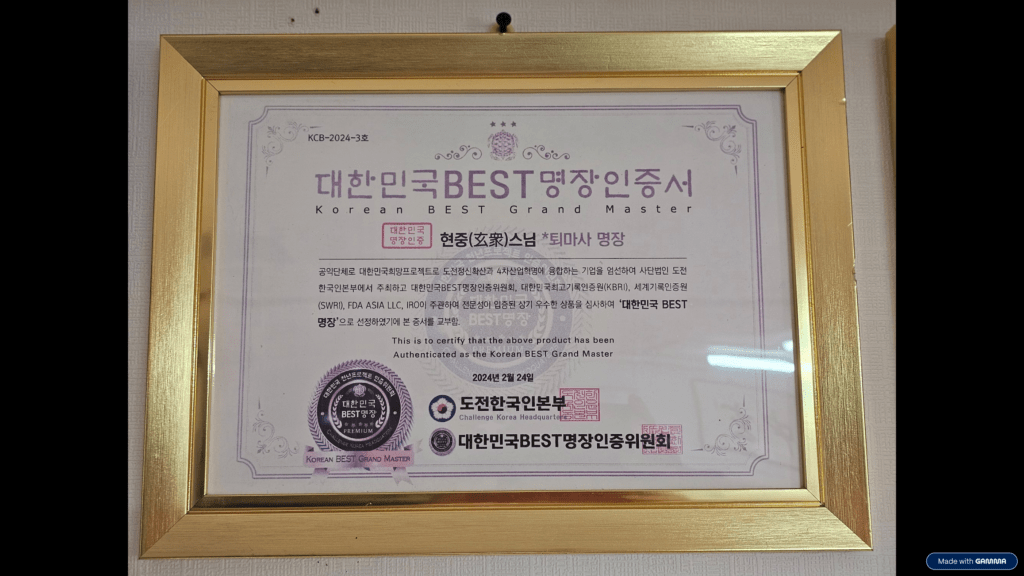 KCB-2024-3호
대한민국BEST명장인증서
Korean BEST Grand Master
대한민국
명장인증
현중(玄衆)스님 *퇴마사 명장
공익단체로 대한민국희망프로젝트로 도전정신확산과 4차산업혁명에 융합하는 기업을 엄선하여 사단법인 도전
한국인본부에서 주최하고 대한민국BEST명장인증위원회, 대한민국최고기록인증원(KBRI), 세계기록인증원
(SWRI), FDA ASIA LLC, IRO이 주관하여 전문성이 입증된 상기 우수한 상품을 심사하여 '대한민국 BEST
명장'으로 선정하였기에 본 증서를 교부함.
This is to certify that the above product has been
Authenticated as the Korean BEST Grand Master
2024년 2월 24일
도전한국인본부
Challenge Korea Headquarters
대한민국BEST명장인증위원회
대한민국
BEST명장
PREMIUM
KOREAN BEST GRAND MASTER
BEST명장
Made with GAMMA